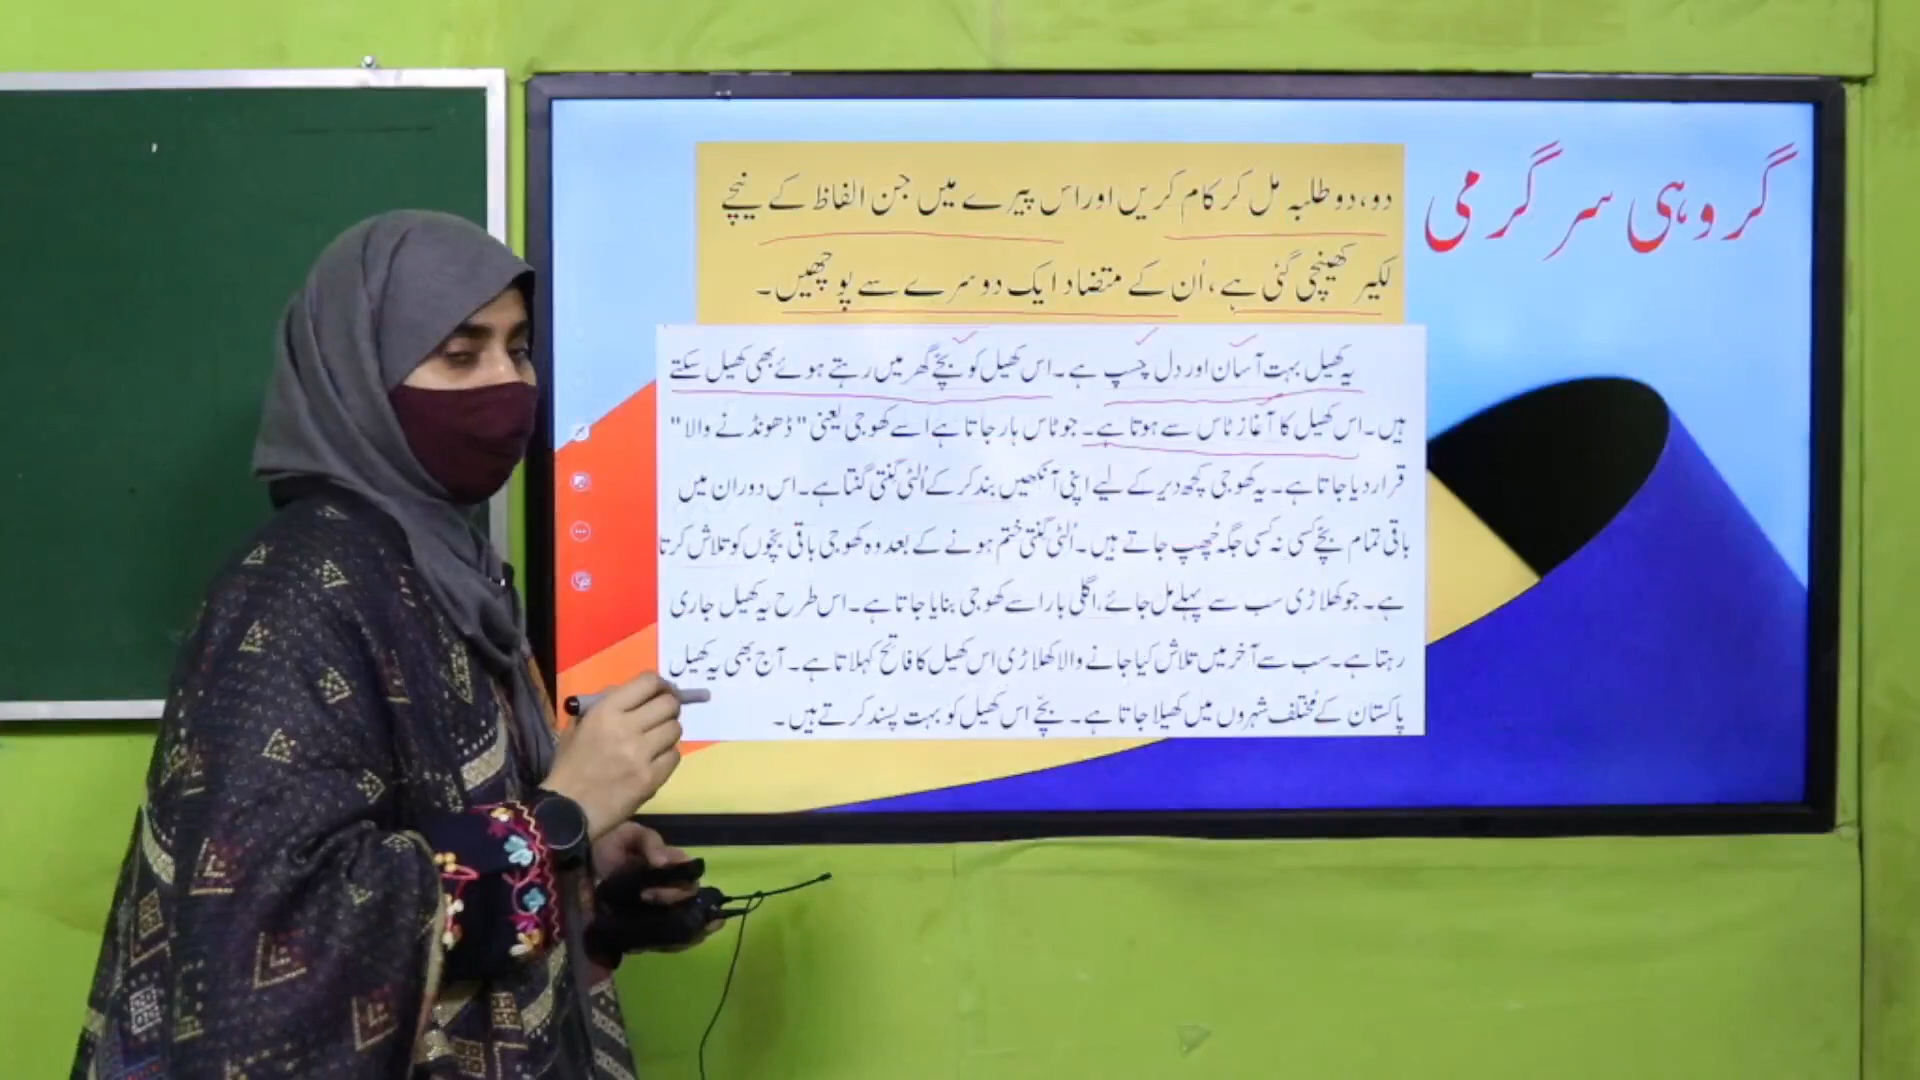 گروہی سرگرمی
دو، دو طلبہ مل کر کام کریں اور اس پیرے میں جن الفاظ کے نیچے
لکیر کھینچی گئی ہے، اُن کے متضاد ایک دوسرے سے پوچھیں۔
یہ کھیل بہت آسان اور دل چسپ ہے۔ اس کھیل کو بچّے گھر میں رہتے ہوئے بھی کھیل سکتے
ہیں۔ اس کھیل کا آغاز ٹاس سے ہوتا ہے۔ جو ٹاس ہار جاتا ہے اسے کھوجی یعنی "ڈھونڈنے والا"
قرار دیا جاتا ہے۔ یہ کھوجی کچھ دیر کے لیے اپنی آنکھیں بند کر کے اُلٹی گنتی گنتا ہے۔ اس دوران میں
باقی تمام بچّے کسی نہ کسی جگہ چُھپ جاتے ہیں۔ اُلٹی گنتی ختم ہونے کے بعد وہ کھوجی باقی بچّوں کو تلاش کرتا
ہے۔ جو کھلاڑی سب سے پہلے مل جائے، اگلی بار اسے کھوجی بنایا جاتا ہے۔ اس طرح یہ کھیل جاری
رہتا ہے۔ سب سے آخر میں تلاش کیا جانے والا کھلاڑی اس کھیل کا فاتح کہلاتا ہے۔ آج بھی یہ کھیل
پاکستان کے مُختلف شہروں میں کھیلا جاتا ہے۔ بچّے اس کھیل کو بہت پسند کرتے ہیں۔